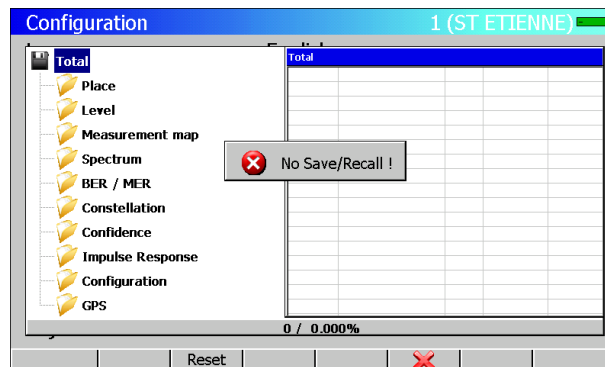 Configuration
1 (ST ETIENNE)
Total
Total
Place
Level
Measurement map
Spectrum
No Save/Recall !
BER / MER
Constellation
Confidence
Impulse Response
Configuration
GPS
0 / 0.000%
Reset